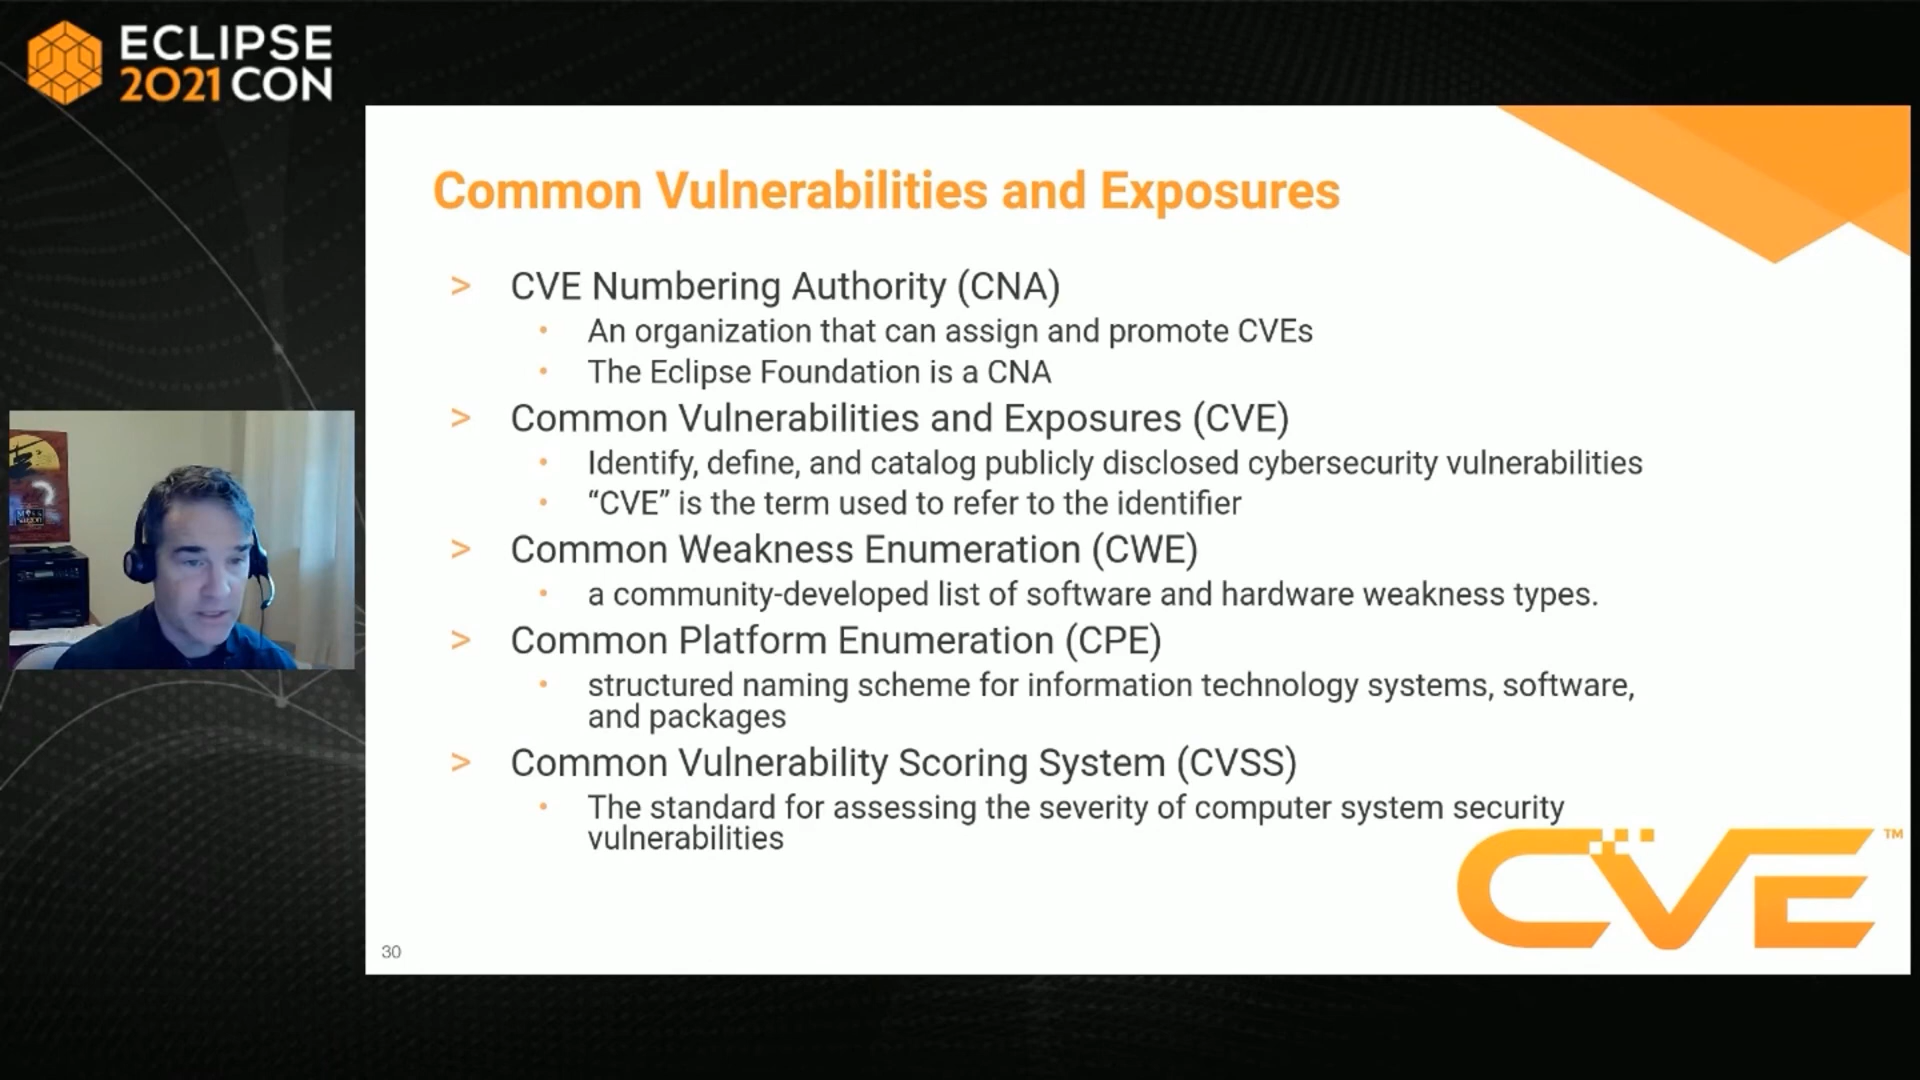 ECLIPSE
2021 CON
Common Vulnerabilities and Exposures
> CVE Numbering Authority (CNA)
• An organization that can assign and promote CVEs
• The Eclipse Foundation is a CNA
> Common Vulnerabilities and Exposures (CVE)
• Identify, define, and catalog publicly disclosed cybersecurity vulnerabilities
• “CVE” is the term used to refer to the identifier
> Common Weakness Enumeration (CWE)
• a community-developed list of software and hardware weakness types.
> Common Platform Enumeration (CPE)
• structured naming scheme for information technology systems, software,
and packages
> Common Vulnerability Scoring System (CVSS)
• The standard for assessing the severity of computer system security
vulnerabilities
CVE™
30